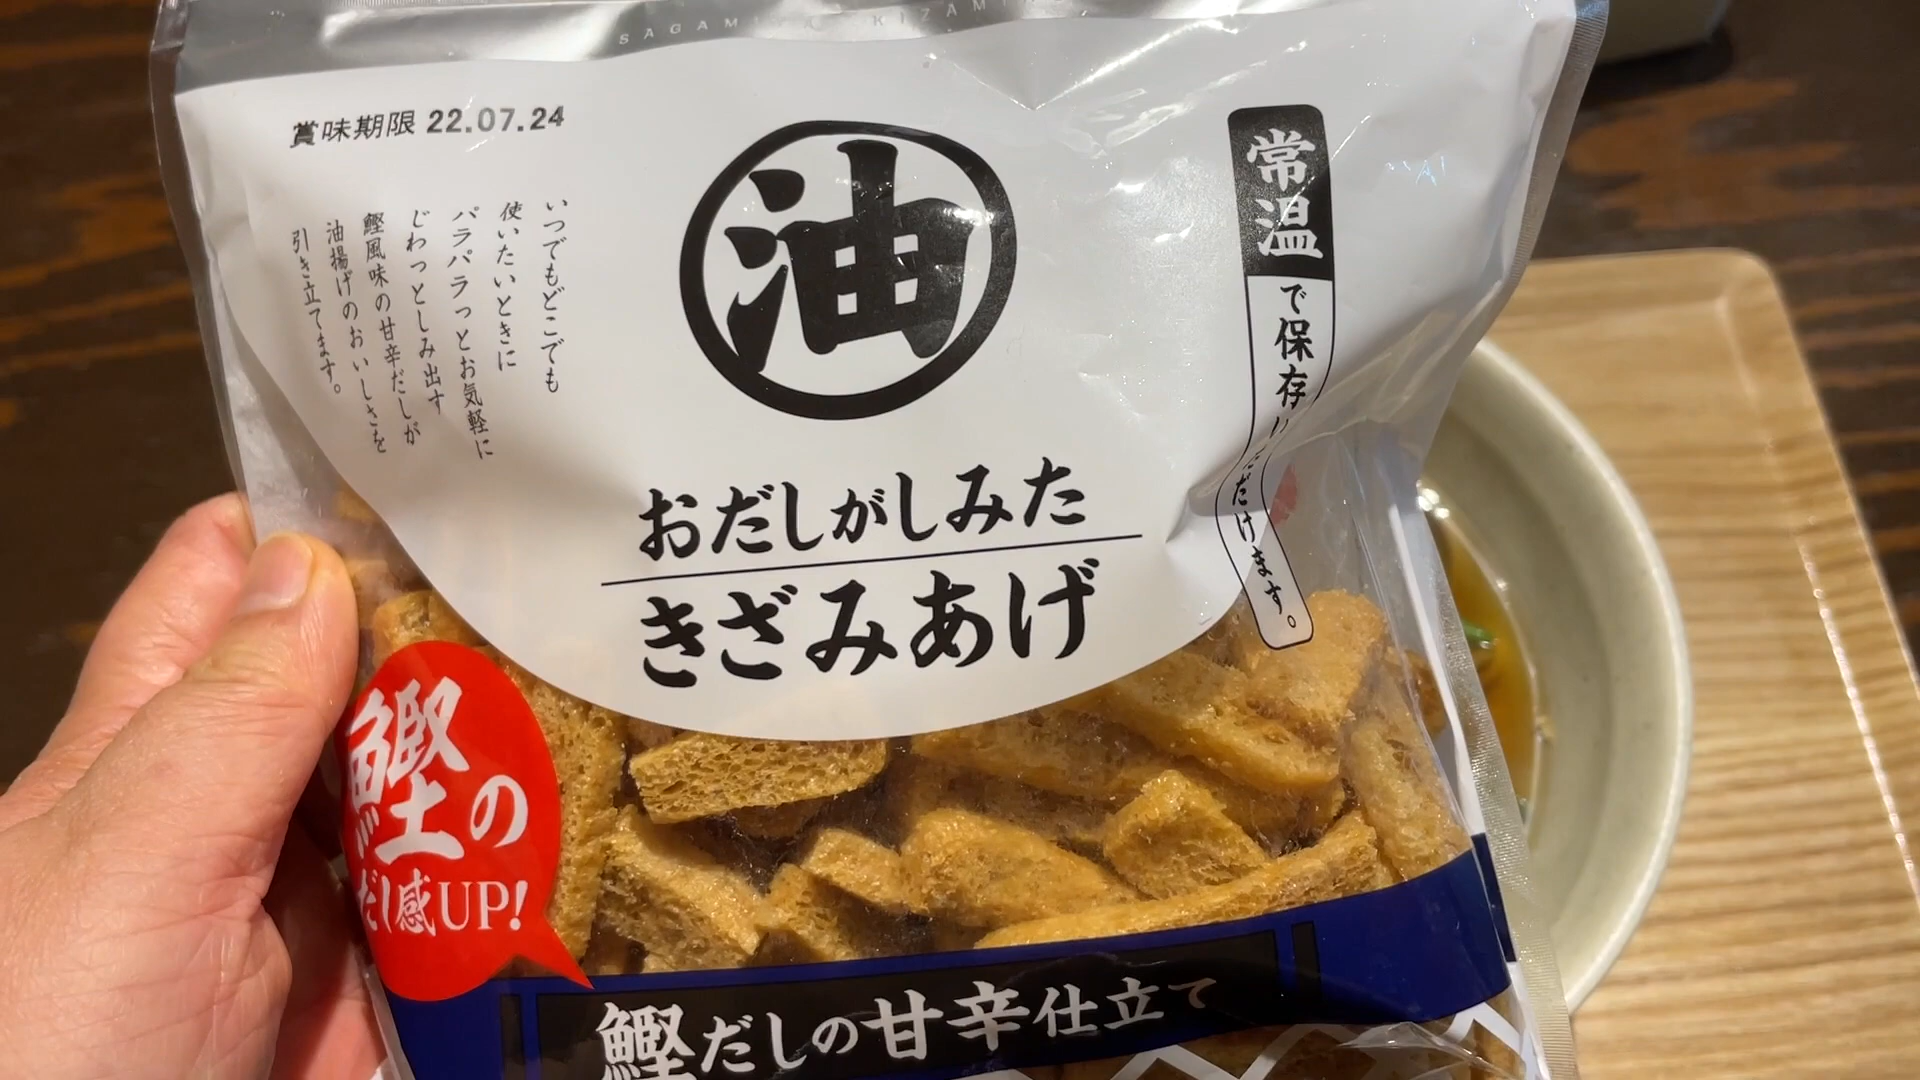 賞味期限 22.07.24
いつでもどこでも
使いたいときに
パラパラっとお気軽に
じわっとしみ出す
鰹風味の甘辛だしが
油揚げのおいしさを
引き立てます。
油
常温で保存いただけます。
おだしがしみた
きざみあげ
鰹の
だし感UP!
鰹だしの甘辛仕立て